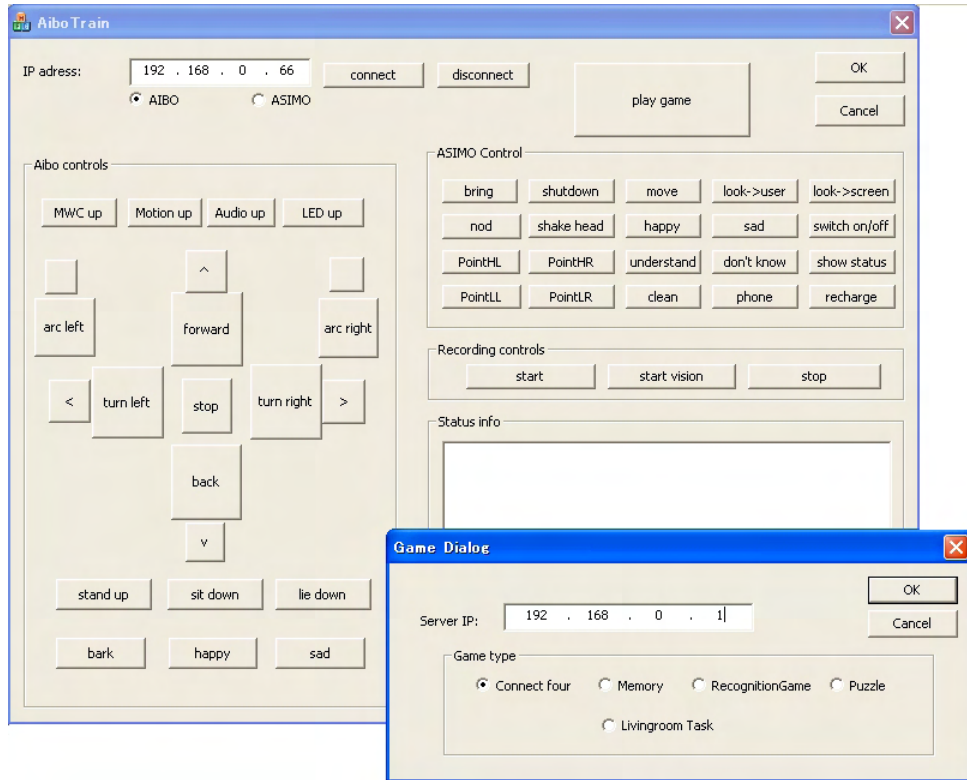 Aibo Train
IP adress: 192 . 168 . 0 . 66 connect disconnect play game OK
AIBO ASIMO Cancel
Aibo controls
MWC up Motion up Audio up LED up
^
arc left forward arc right
< turn left stop turn right >
back
v
stand up sit down lie down
bark happy sad
ASIMO Control
bring shutdown move look->user look->screen
nod shake head happy sad switch on/off
PointHL PointHR understand don't know show status
PointLL PointLR clean phone recharge
Recording controls
start start vision stop
Status info
Game Dialog
Server IP: 192 . 168 . 0 . 1 OK
Cancel
Game type
Connect four Memory RecognitionGame Puzzle
Livingroom Task